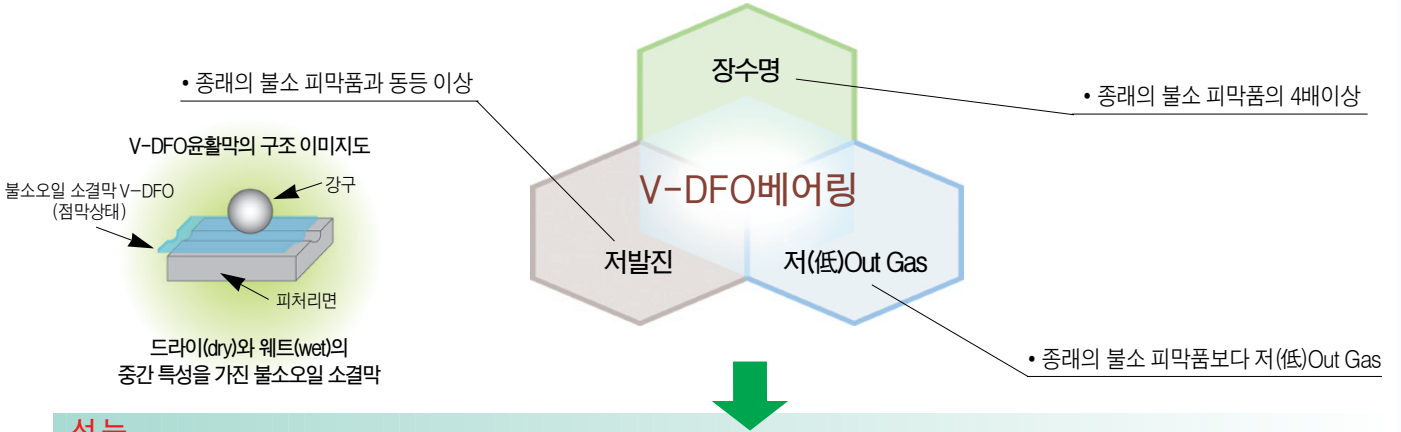 장수명
• 종래의 불소 피막품과 동등 이상
• 종래의 불소 피막품의 4배이상
V-DFO윤활막의 구조 이미지도
불소오일 소결막 V-DFO
(점막상태)
강구
피처리면
드라이(dry)와 웨트(wet)의
중간 특성을 가진 불소오일 소결막
V-DFO베어링
저발진
저(低)Out Gas
• 종래의 불소 피막품보다 저(低)Out Gas